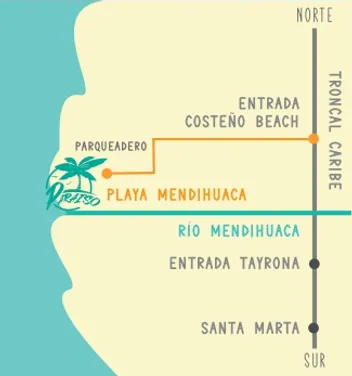 NORTE
TRONCAL CARIBE
ENTRADA
COSTEÑO BEACH
PARQUEADERO
PARAISO
PLAYA MENDIHUACA
RÍO MENDIHUACA
ENTRADA TAYRONA
SANTA MARTA
SUR